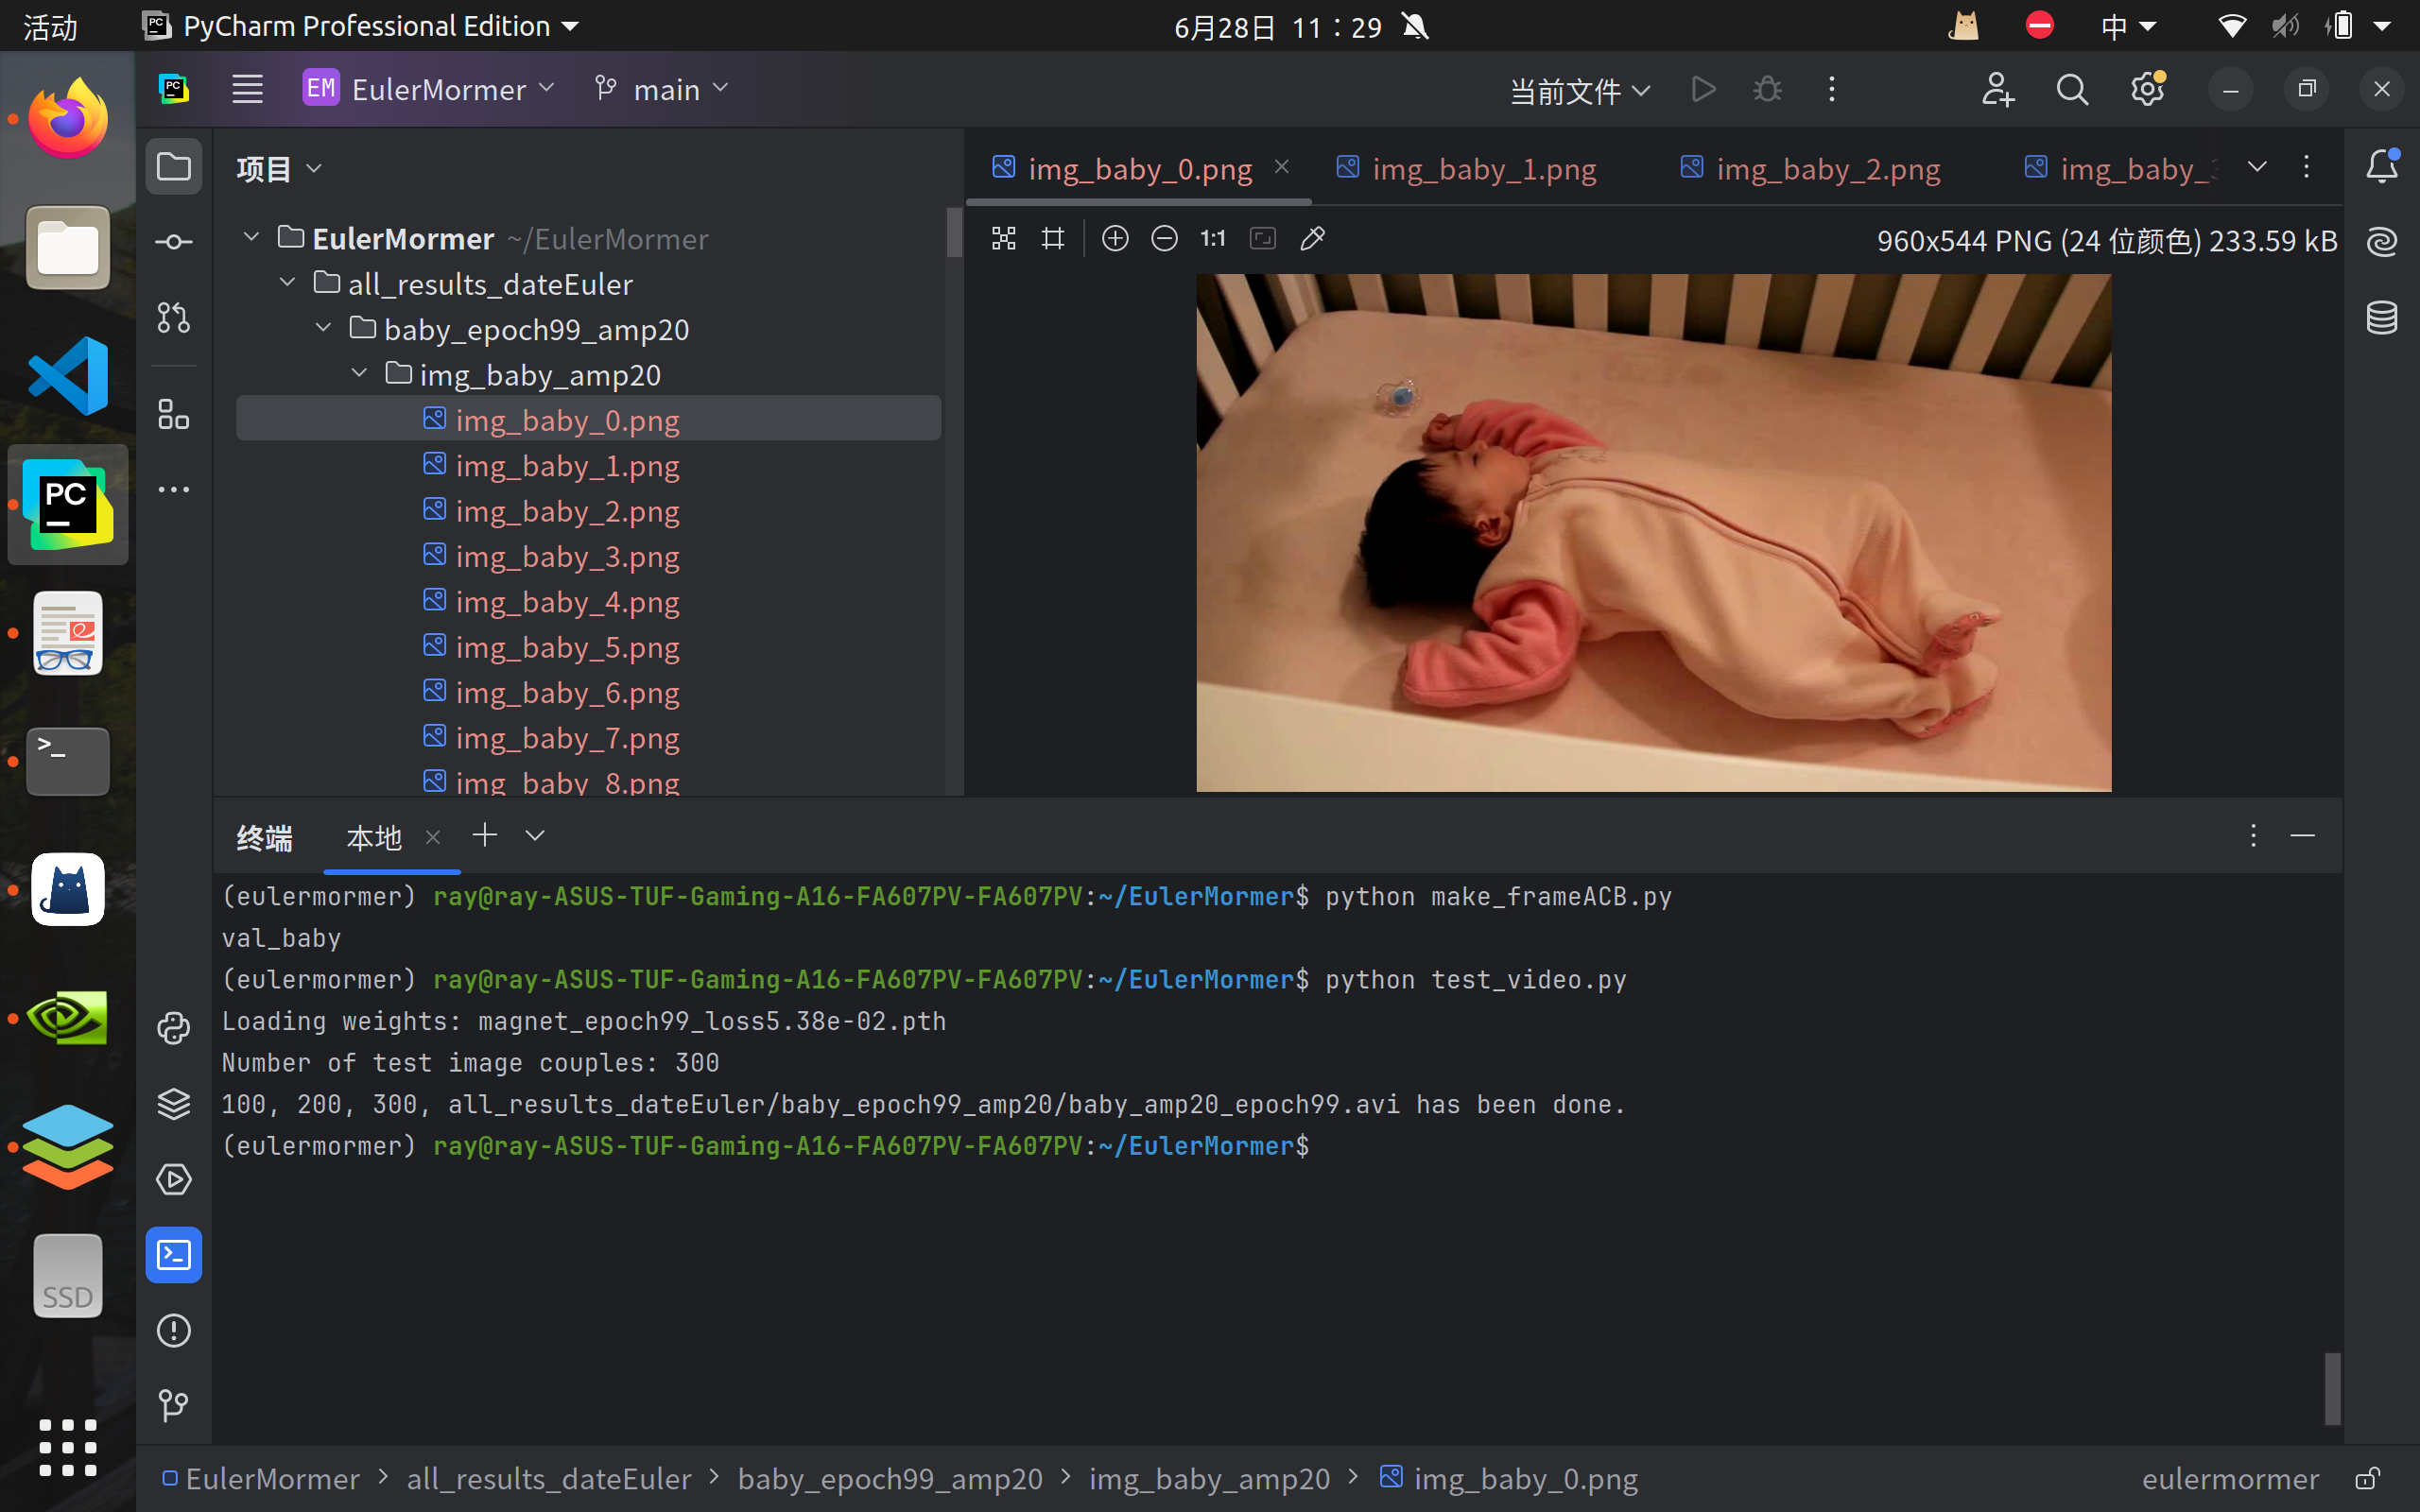 活动
PyCharm Professional Edition
6月28日 11：29
中
EM EulerMormer
main
当前文件
项目
img_baby_0.png
img_baby_1.png
img_baby_2.png
img_baby_3
EulerMormer ~/EulerMormer
960x544 PNG (24 位颜色) 233.59 kB
1:1
all_results_dateEuler
baby_epoch99_amp20
img_baby_amp20
img_baby_0.png
img_baby_1.png
img_baby_2.png
img_baby_3.png
img_baby_4.png
img_baby_5.png
img_baby_6.png
img_baby_7.png
img_baby_8.png
PC
终端
本地
(eulermormer) ray@ray-ASUS-TUF-Gaming-A16-FA607PV-FA607PV:~/EulerMormer$ python make_frameACB.py
val_baby
(eulermormer) ray@ray-ASUS-TUF-Gaming-A16-FA607PV-FA607PV:~/EulerMormer$ python test_video.py
Loading weights: magnet_epoch99_loss5.38e-02.pth
Number of test image couples: 300
100, 200, 300, all_results_dateEuler/baby_epoch99_amp20/baby_amp20_epoch99.avi has been done.
(eulermormer) ray@ray-ASUS-TUF-Gaming-A16-FA607PV-FA607PV:~/EulerMormer$
SSD
EulerMormer > all_results_dateEuler > baby_epoch99_amp20 > img_baby_amp20 > img_baby_0.png
eulermormer